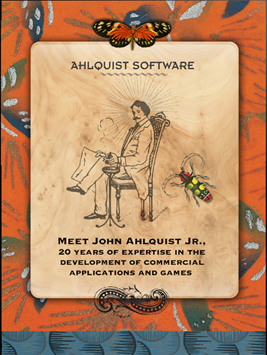 AHLQUIST SOFTWARE
MEET JOHN AHLQUIST JR.,
20 YEARS OF EXPERTISE IN THE
DEVELOPMENT OF COMMERCIAL
APPLICATIONS AND GAMES